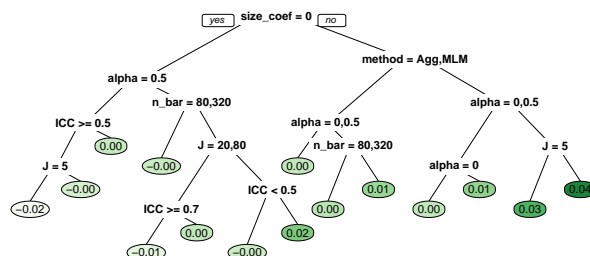 yes size_coef = 0 no
method = Agg,MLM
alpha = 0.5
n_bar = 80,320
alpha = 0,0.5
ICC >= 0.5
alpha = 0,0.5
0.00
J = 20,80
n_bar = 80,320
J = 5
J = 5
-0.00
0.00
alpha = 0
-0.00
ICC < 0.5
0.01
0.01
0.04
-0.02
ICC >= 0.7
0.00
0.00
0.03
0.00
0.02
-0.01
-0.00